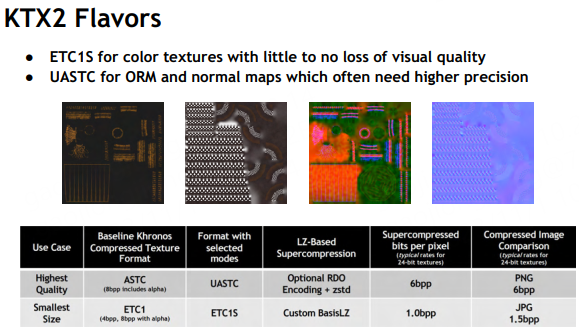 KTX2 Flavors
● ETC1S for color textures with little to no loss of visual quality
● UASTC for ORM and normal maps which often need higher precision
Use Case
Baseline Khronos
Compressed Texture
Format
Format with
selected
modes
LZ-Based
Supercompression
Supercompressed
bits per pixel
(typical rates for
24-bit textures)
Compressed Image
Comparison
(typical rates for
24-bit textures)
Highest
Quality
ASTC
(8bpp includes alpha)
UASTC
Optional RDO
Encoding + zstd
6bpp
PNG
6bpp
Smallest
Size
ETC1
(4bpp, 8bpp with alpha)
ETC1S
Custom BasisLZ
1.0bpp
JPG
1.5bpp